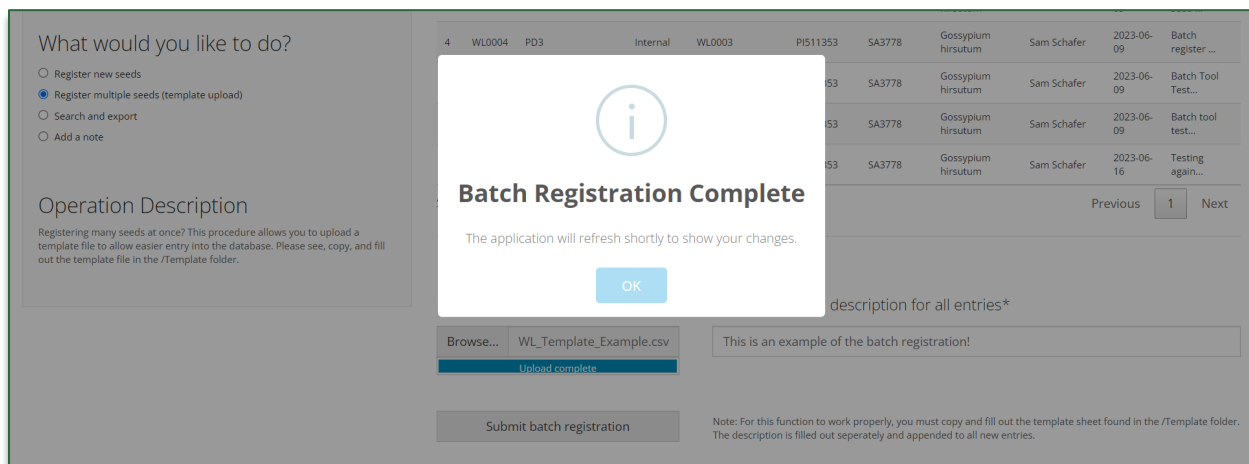 What would you like to do?
Register new seeds
Register multiple seeds (template upload)
Search and export
Add a note
Operation Description
Registering many seeds at once? This procedure allows you to upload a
template file to allow easier entry into the database. Please see, copy, and fill
out the template file in the /Template folder.
4 WL0004 PD3 Internal WL0003 PI511353 SA3778 Gossypium hirsutum Sam Schafer 2023-06-09 Batch register ...
353 SA3778 Gossypium hirsutum Sam Schafer 2023-06-09 Batch Tool Test...
353 SA3778 Gossypium hirsutum Sam Schafer 2023-06-09 Batch tool test...
353 SA3778 Gossypium hirsutum Sam Schafer 2023-06-16 Testing again...
Previous 1 Next
i
Batch Registration Complete
The application will refresh shortly to show your changes.
OK
description for all entries*
Browse... WL_Template_Example.csv
Upload complete
This is an example of the batch registration!
Submit batch registration
Note: For this function to work properly, you must copy and fill out the template sheet found in the /Template folder.
The description is filled out seperately and appended to all new entries.